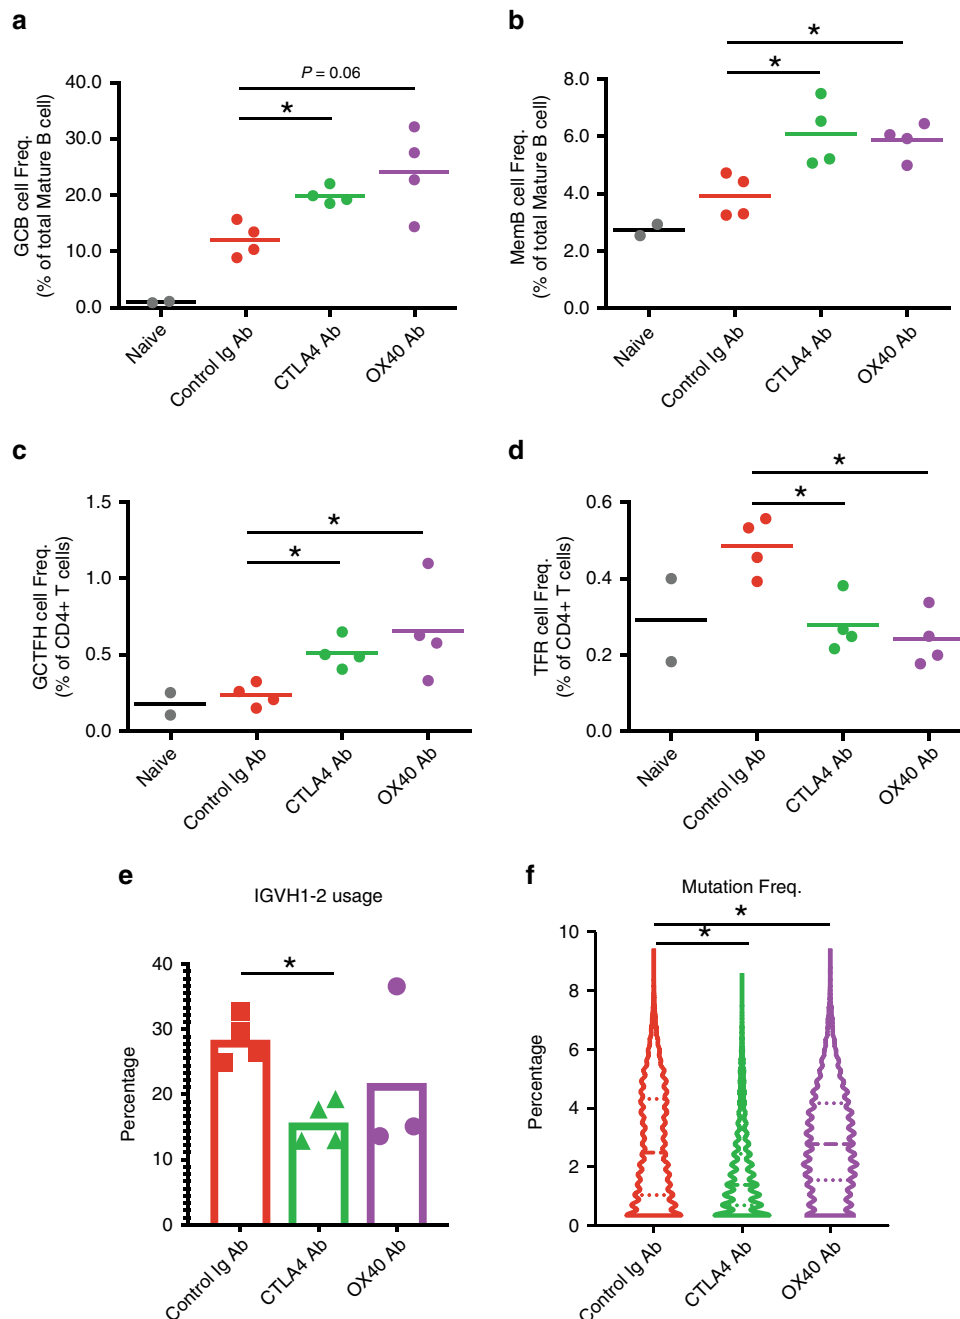 a
P = 0.06
*
GCB cell Freq.
(% of total Mature B cell)
40.0
30.0
20.0
10.0
0.0
Naive
Control Ig Ab
CTLA4 Ab
OX40 Ab
b
*
*
MemB cell Freq.
(% of total Mature B cell)
8.0
6.0
4.0
2.0
0.0
Naive
Control Ig Ab
CTLA4 Ab
OX40 Ab
c
*
*
GCTFH cell Freq.
(% of CD4+ T cells)
1.5
1.0
0.5
0.0
Naive
Control Ig Ab
CTLA4 Ab
OX40 Ab
d
*
*
TFR cell Freq.
(% of CD4+ T cells)
0.6
0.4
0.2
0.0
Naive
Control Ig Ab
CTLA4 Ab
OX40 Ab
e
IGVH1-2 usage
*
Percentage
40
30
20
10
0
Control Ig Ab
CTLA4 Ab
OX40 Ab
f
Mutation Freq.
*
*
Percentage
10
8
6
4
2
0
Control Ig Ab
CTLA4 Ab
OX40 Ab